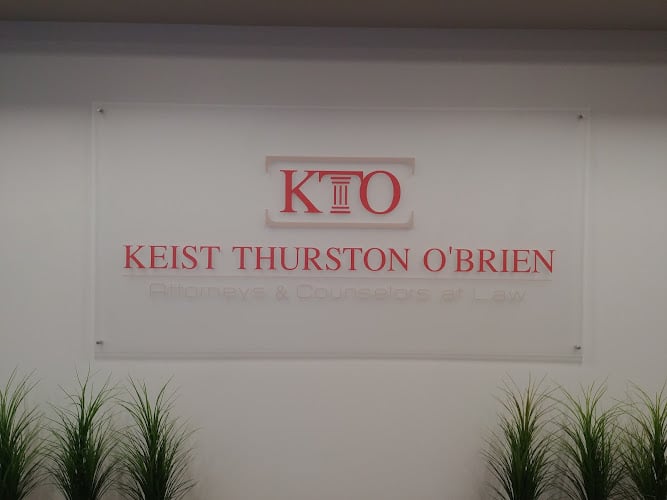 KTO
KEIST THURSTON O'BRIEN
Attorneys & Counselors at Law